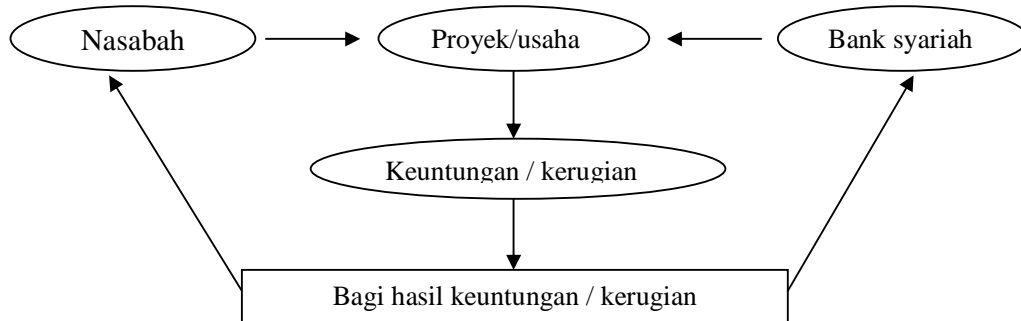 Nasabah
Proyek/usaha
Bank syariah
Keuntungan / kerugian
Bagi hasil keuntungan / kerugian